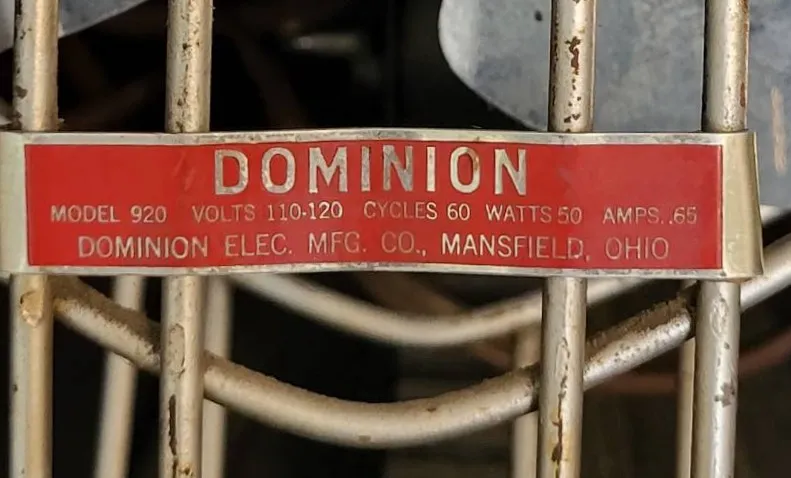 DOMINION
MODEL 920 VOLTS 110-120 CYCLES 60 WATTS 50 AMPS. .65
DOMINION ELEC. MFG. CO., MANSFIELD, OHIO